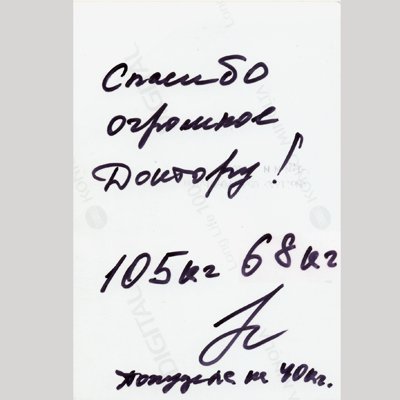 Спасибо
огромное
Доктору!
105кг 68кг
похудела на 40кг.